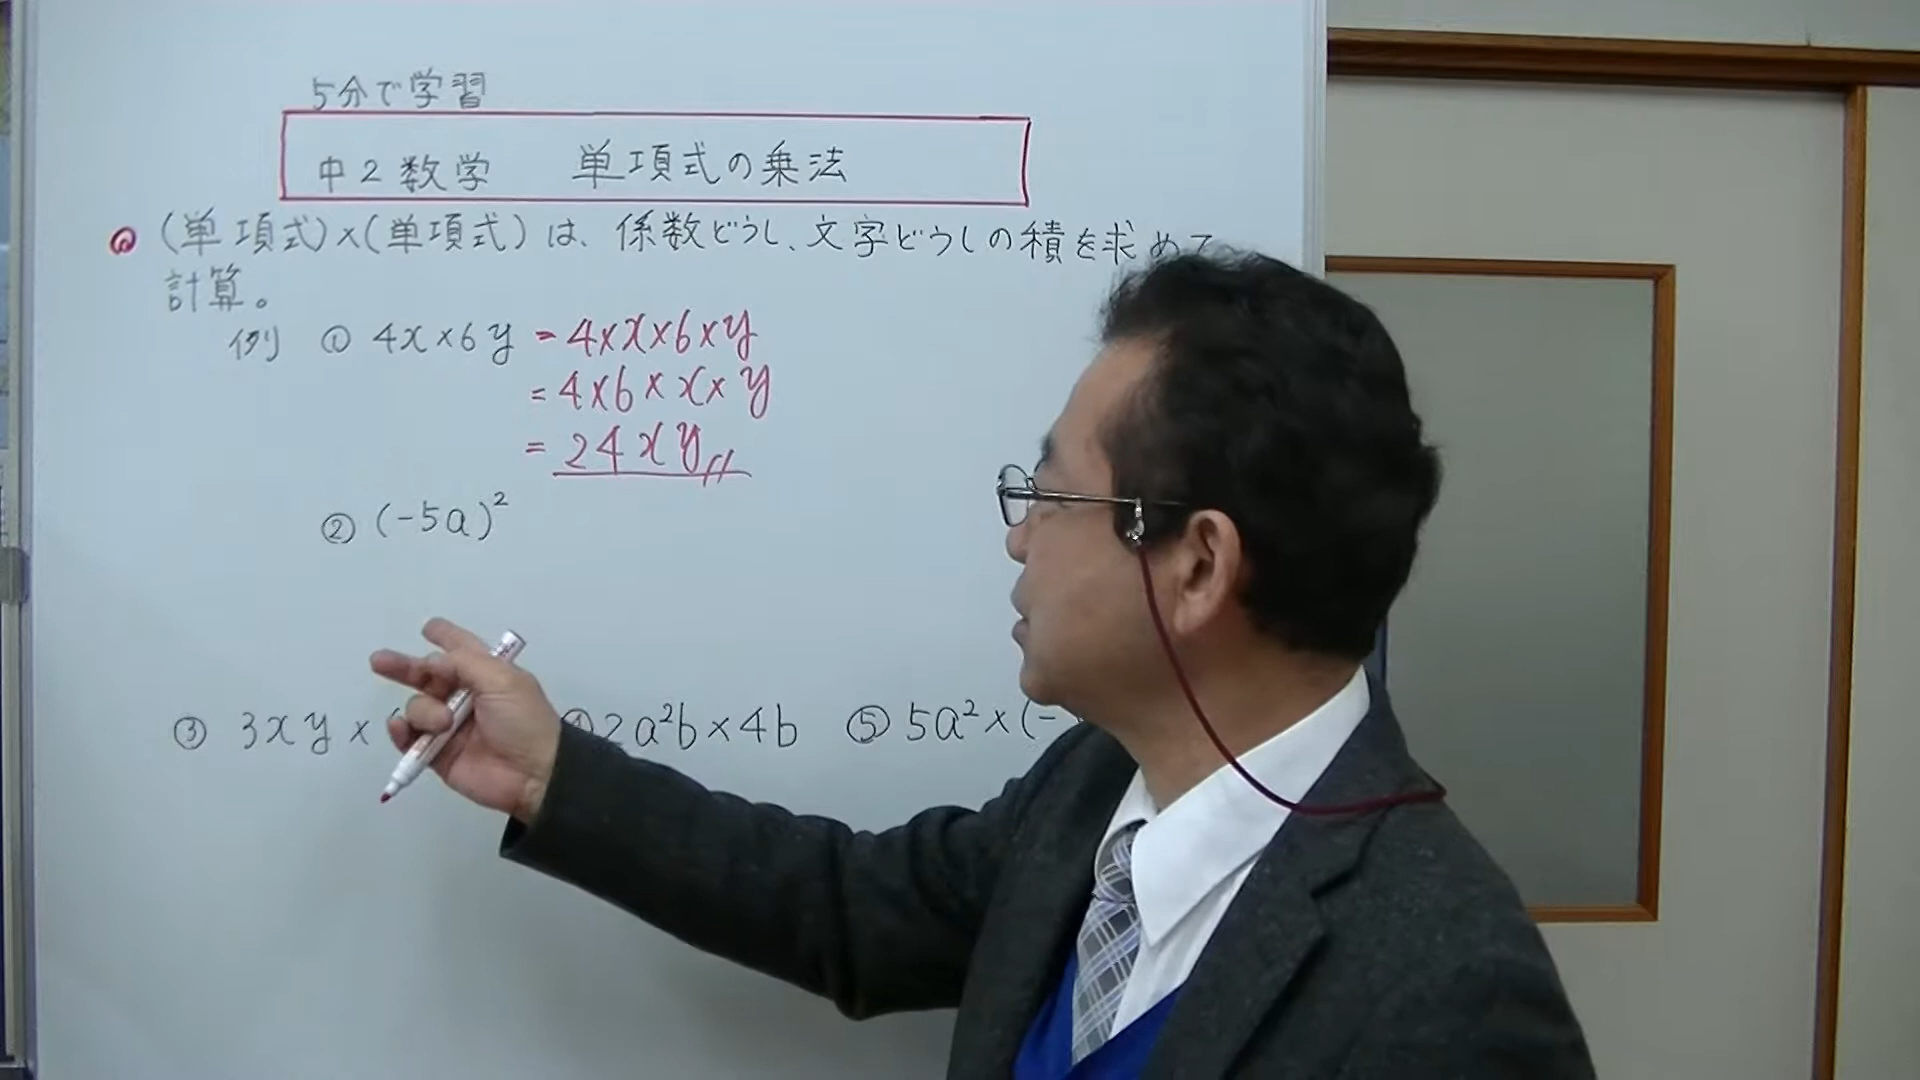 5分で学習
中2数学 単項式の乗法
(単項式)×(単項式)は、係数どうし、文字どうしの積を求めて
計算。
例 ① 4x×6y = 4×x×6×y
= 4×6×x×y
= 24xy
② (-5a)²
③ 3xy×( ④ 2a²b×4b ⑤ 5a²×(-